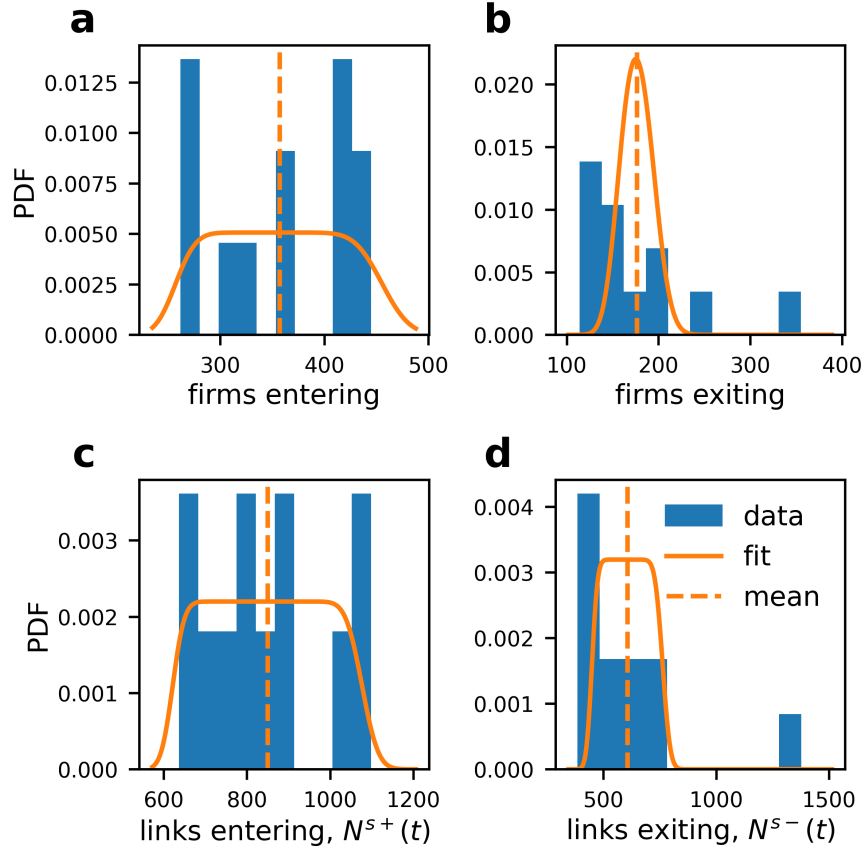 a
0.0125
0.0100
0.0075
0.0050
0.0025
0.0000
PDF
300 400 500
firms entering
b
0.020
0.015
0.010
0.005
0.000
100 200 300 400
firms exiting
c
0.003
0.002
0.001
0.000
PDF
600 800 1000 1200
links entering, N^{s+}(t)
d
0.004
0.003
0.002
0.001
0.000
data
fit
mean
500 1000 1500
links exiting, N^{s−}(t)